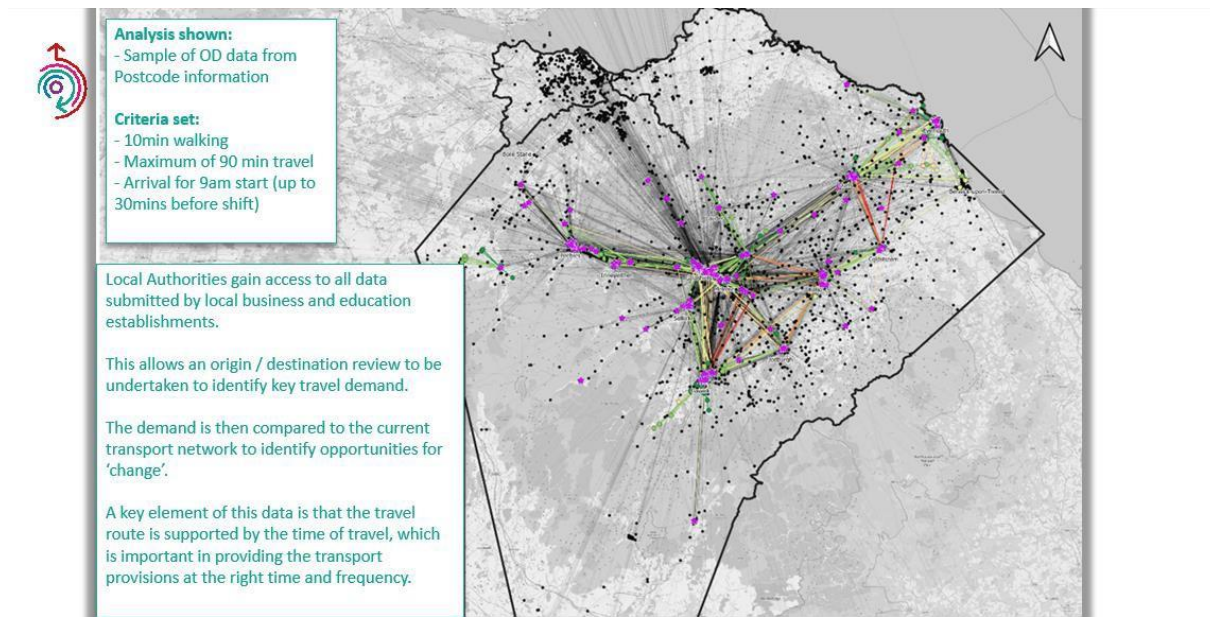 Analysis shown:
- Sample of OD data from
Postcode information
Criteria set:
- 10min walking
- Maximum of 90 min travel
- Arrival for 9am start (up to
30mins before shift)
Local Authorities gain access to all data
submitted by local business and education
establishments.
This allows an origin / destination review to be
undertaken to identify key travel demand.
The demand is then compared to the current
transport network to identify opportunities for
‘change’.
A key element of this data is that the travel
route is supported by the time of travel, which
is important in providing the transport
provisions at the right time and frequency.